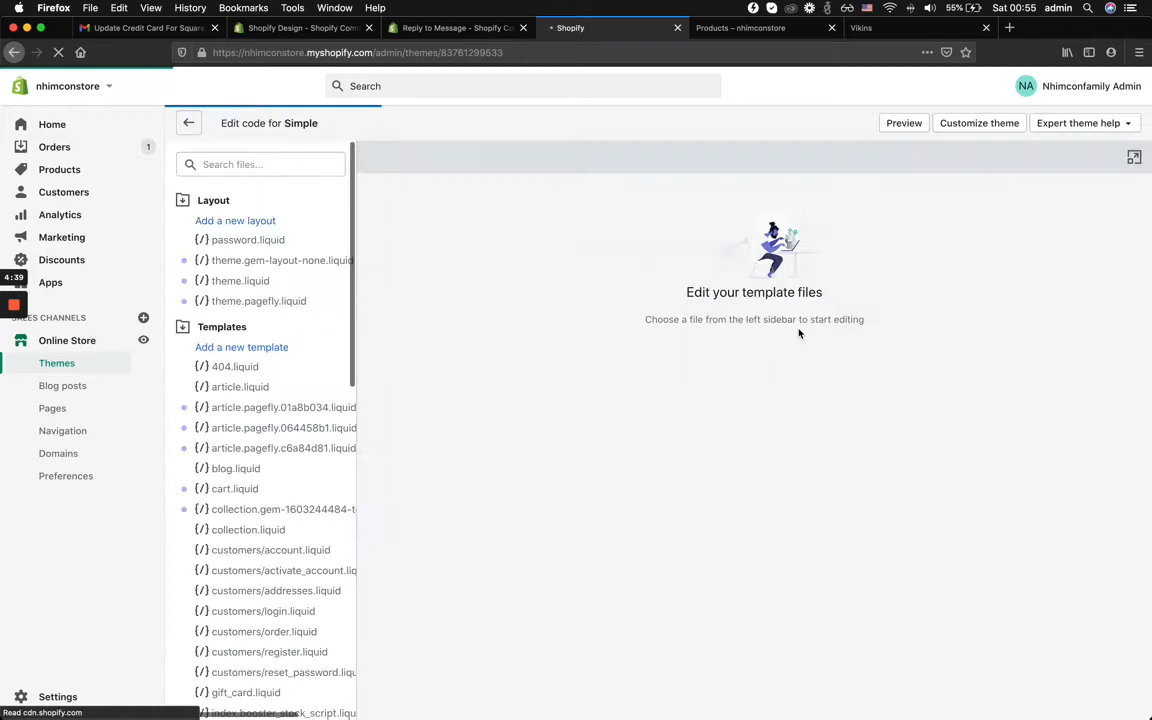 Firefox File Edit View History Bookmarks Tools Window Help 55% Sat 00:55 admin
Update Credit Card For Square
Shopify Design - Shopify Com
Reply to Message - Shopify Co
Shopify
Products – nhimconstore
Vikins
https://nhimconstore.myshopify.com/admin/themes/83761299533
nhimconstore
Search
NA Nhimconfamily Admin
Home
Orders 1
Products
Customers
Analytics
Marketing
Discounts
4:39
Apps
SALES CHANNELS
Online Store
Themes
Blog posts
Pages
Navigation
Domains
Preferences
Settings
Read cdn.shopify.com
Edit code for Simple
Preview
Customize theme
Expert theme help
Search files...
Layout
Add a new layout
{/} password.liquid
{/} theme.gem-layout-none.liquid
{/} theme.liquid
{/} theme.pagefly.liquid
Templates
Add a new template
{/} 404.liquid
{/} article.liquid
{/} article.pagefly.01a8b034.liquid
{/} article.pagefly.064458b1.liquid
{/} article.pagefly.c6a84d81.liquid
{/} blog.liquid
{/} cart.liquid
{/} collection.gem-1603244484-t
{/} collection.liquid
{/} customers/account.liquid
{/} customers/activate_account.liq
{/} customers/addresses.liquid
{/} customers/login.liquid
{/} customers/order.liquid
{/} customers/register.liquid
{/} customers/reset_password.liqu
{/} gift_card.liquid
{/} index.booster_stock_script.liqu
Edit your template files
Choose a file from the left sidebar to start editing